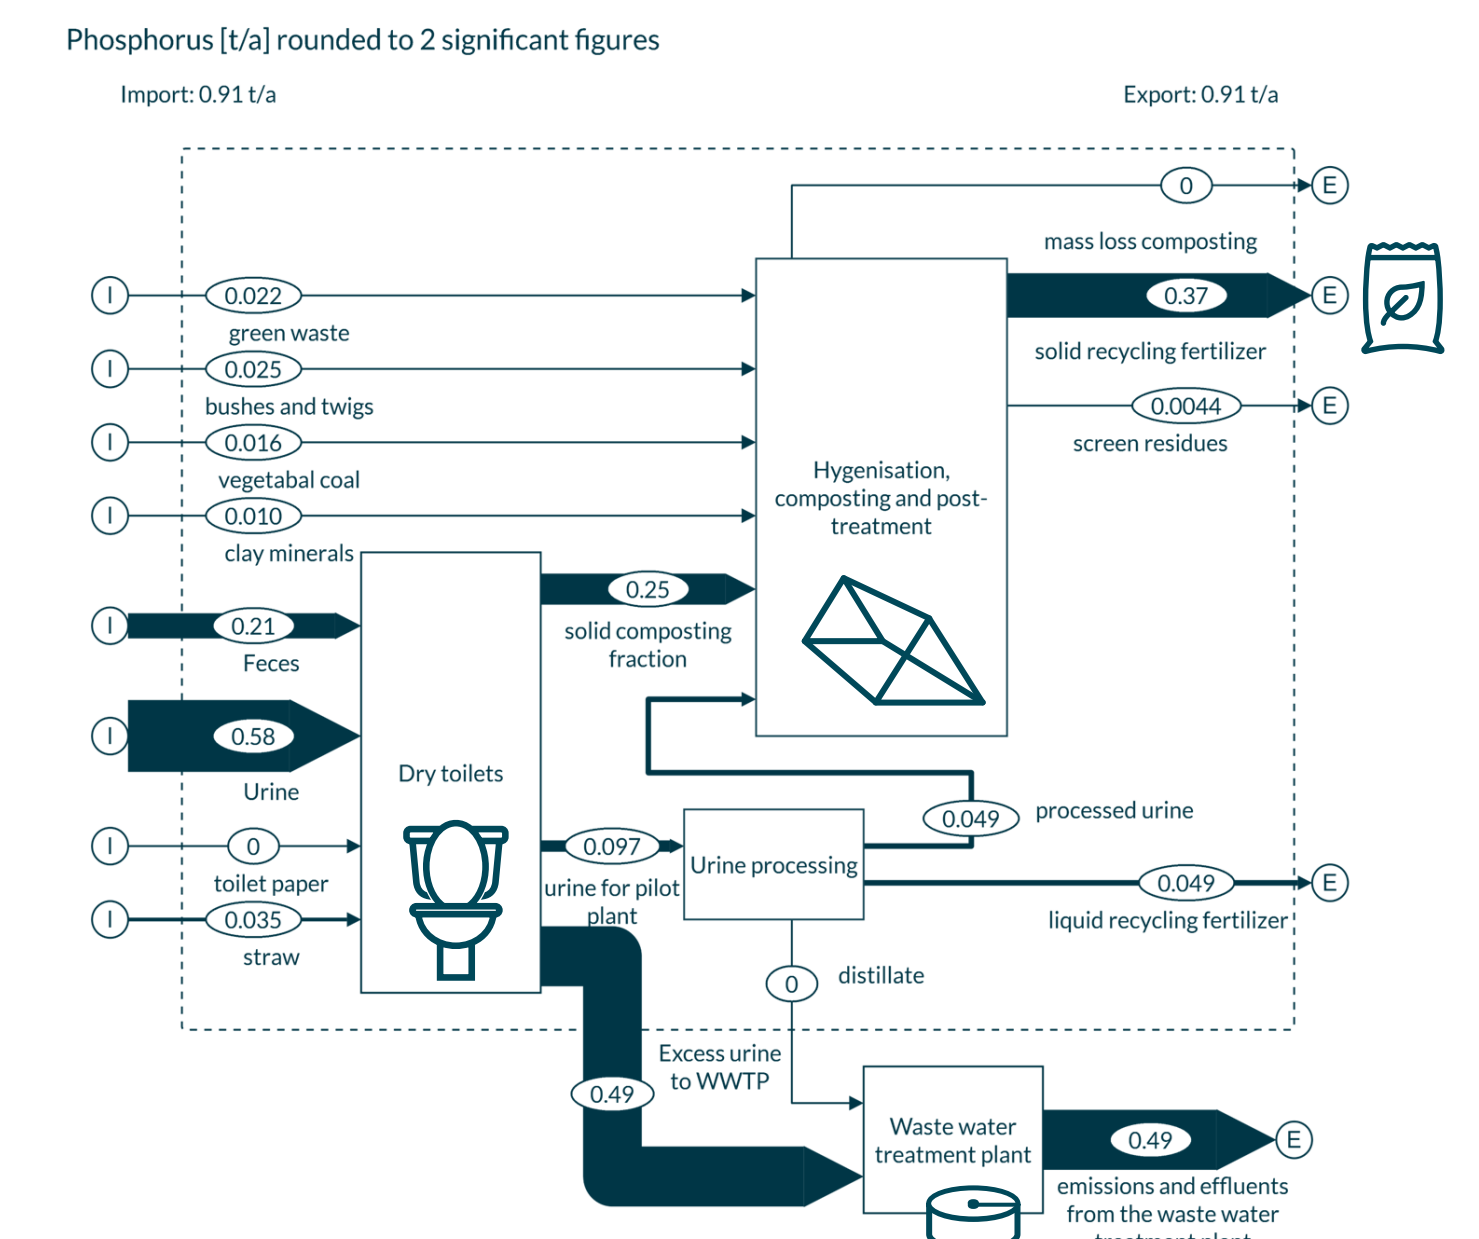 Phosphorus [t/a] rounded to 2 significant figures
Import: 0.91 t/a
Export: 0.91 t/a
0
E
mass loss composting
I
0.022
green waste
0.37
E
solid recycling fertilizer
I
0.025
bushes and twigs
0.0044
E
screen residues
I
0.016
vegetabal coal
Hygenisation,
composting and post-
treatment
I
0.010
clay minerals
0.25
solid composting
fraction
I
0.21
Feces
I
0.58
Urine
Dry toilets
processed urine
0.049
I
0
toilet paper
0.097
urine for pilot
plant
Urine processing
0.049
E
liquid recycling fertilizer
I
0.035
straw
0
distillate
Excess urine
to WWTP
0.49
Waste water
treatment plant
0.49
E
emissions and effluents
from the waste water
treatment plant